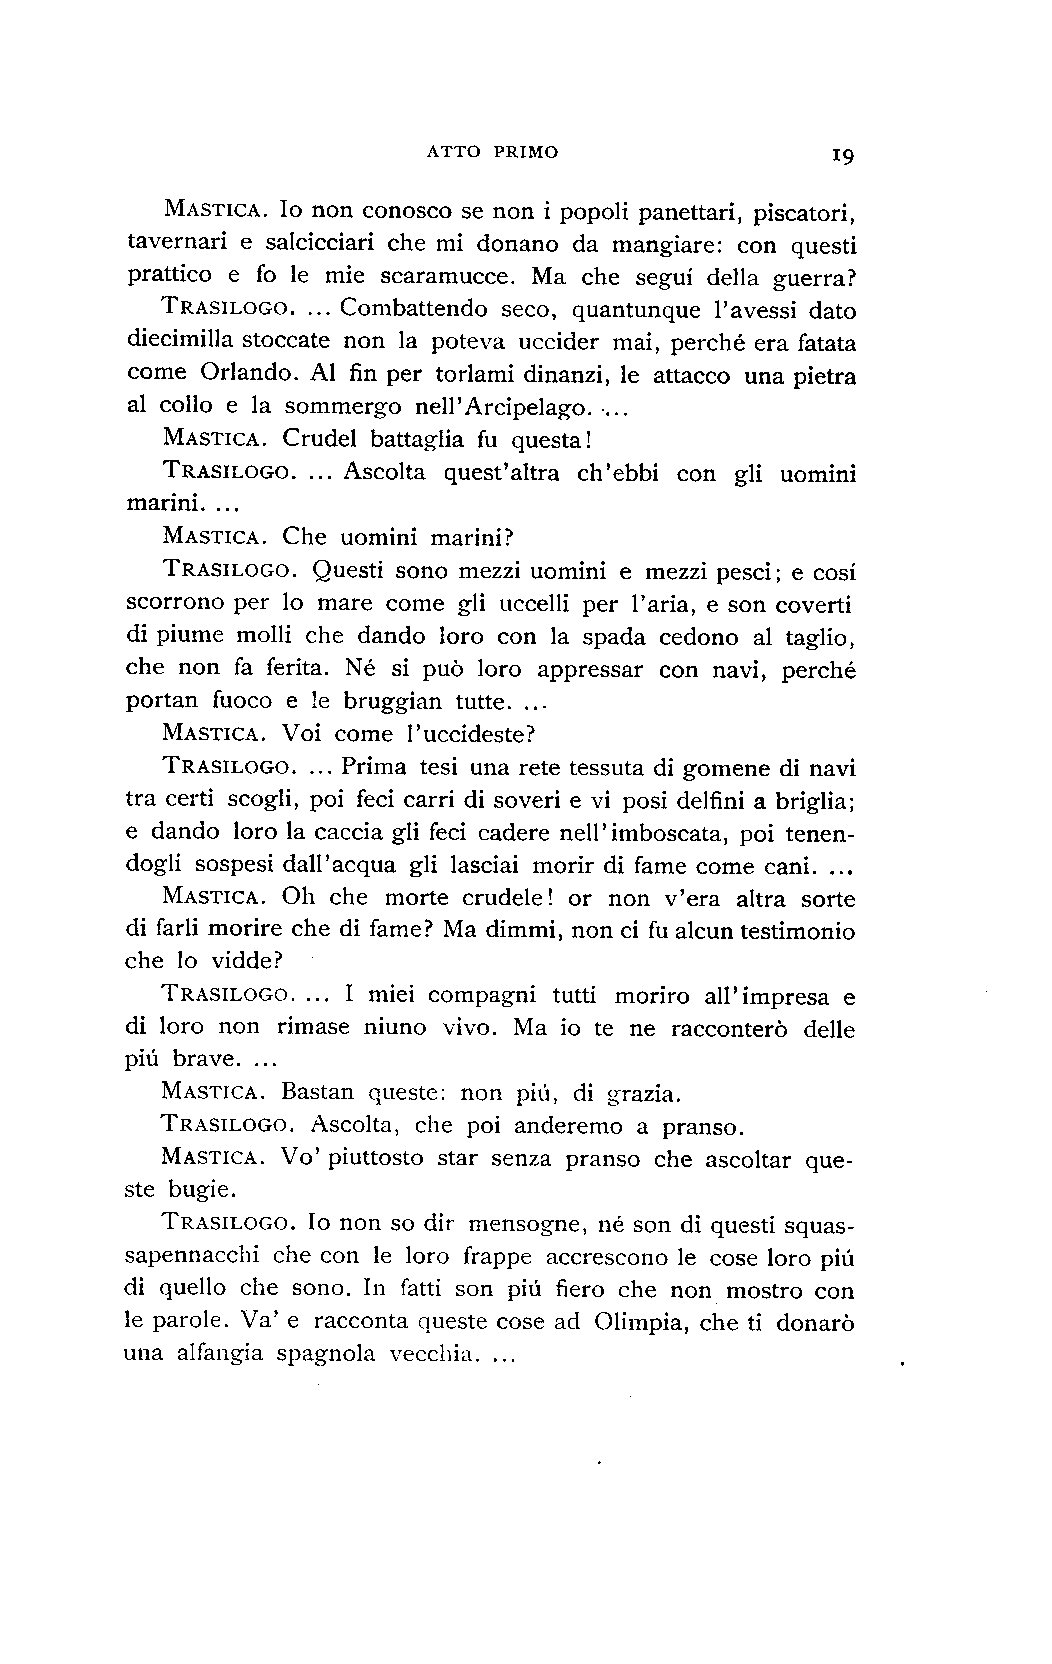 ATTO PRIMO 19
MASTICA. Io non conosco se non i popoli panettari, piscatori,
tavernari e salcicciari che mi donano da mangiare: con questi
prattico e fo le mie scaramucce. Ma che seguí della guerra?
TRASILOGO. ... Combattendo seco, quantunque l'avessi dato
diecimilla stoccate non la poteva uccider mai, perché era fatata
come Orlando. Al fin per torlami dinanzi, le attacco una pietra
al collo e la sommergo nell'Arcipelago. ...
MASTICA. Crudel battaglia fu questa!
TRASILOGO. ... Ascolta quest'altra ch'ebbi con gli uomini
marini. ...
MASTICA. Che uomini marini?
TRASILOGO. Questi sono mezzi uomini e mezzi pesci; e cosí
scorrono per lo mare come gli uccelli per l'aria, e son coverti
di piume molli che dando loro con la spada cedono al taglio,
che non fa ferita. Né si può loro appressar con navi, perché
portan fuoco e le bruggian tutte. ...
MASTICA. Voi come l'uccideste?
TRASILOGO. ... Prima tesi una rete tessuta di gomene di navi
tra certi scogli, poi feci carri di soveri e vi posi delfini a briglia;
e dando loro la caccia gli feci cadere nell'imboscata, poi tenen-
dogli sospesi dall'acqua gli lasciai morir di fame come cani. ...
MASTICA. Oh che morte crudele! or non v'era altra sorte
di farli morire che di fame? Ma dimmi, non ci fu alcun testimonio
che lo vidde?
TRASILOGO. ... I miei compagni tutti moriro all'impresa e
di loro non rimase niuno vivo. Ma io te ne racconterò delle
piú brave. ...
MASTICA. Bastan queste: non piú, di grazia.
TRASILOGO. Ascolta, che poi anderemo a pranso.
MASTICA. Vo' piuttosto star senza pranso che ascoltar que-
ste bugie.
TRASILOGO. Io non so dir mensogne, né son di questi squas-
sapennacchi che con le loro frappe accrescono le cose loro piú
di quello che sono. In fatti son piú fiero che non mostro con
le parole. Va' e racconta queste cose ad Olimpia, che ti donarò
una alfangia spagnola vecchia. ...